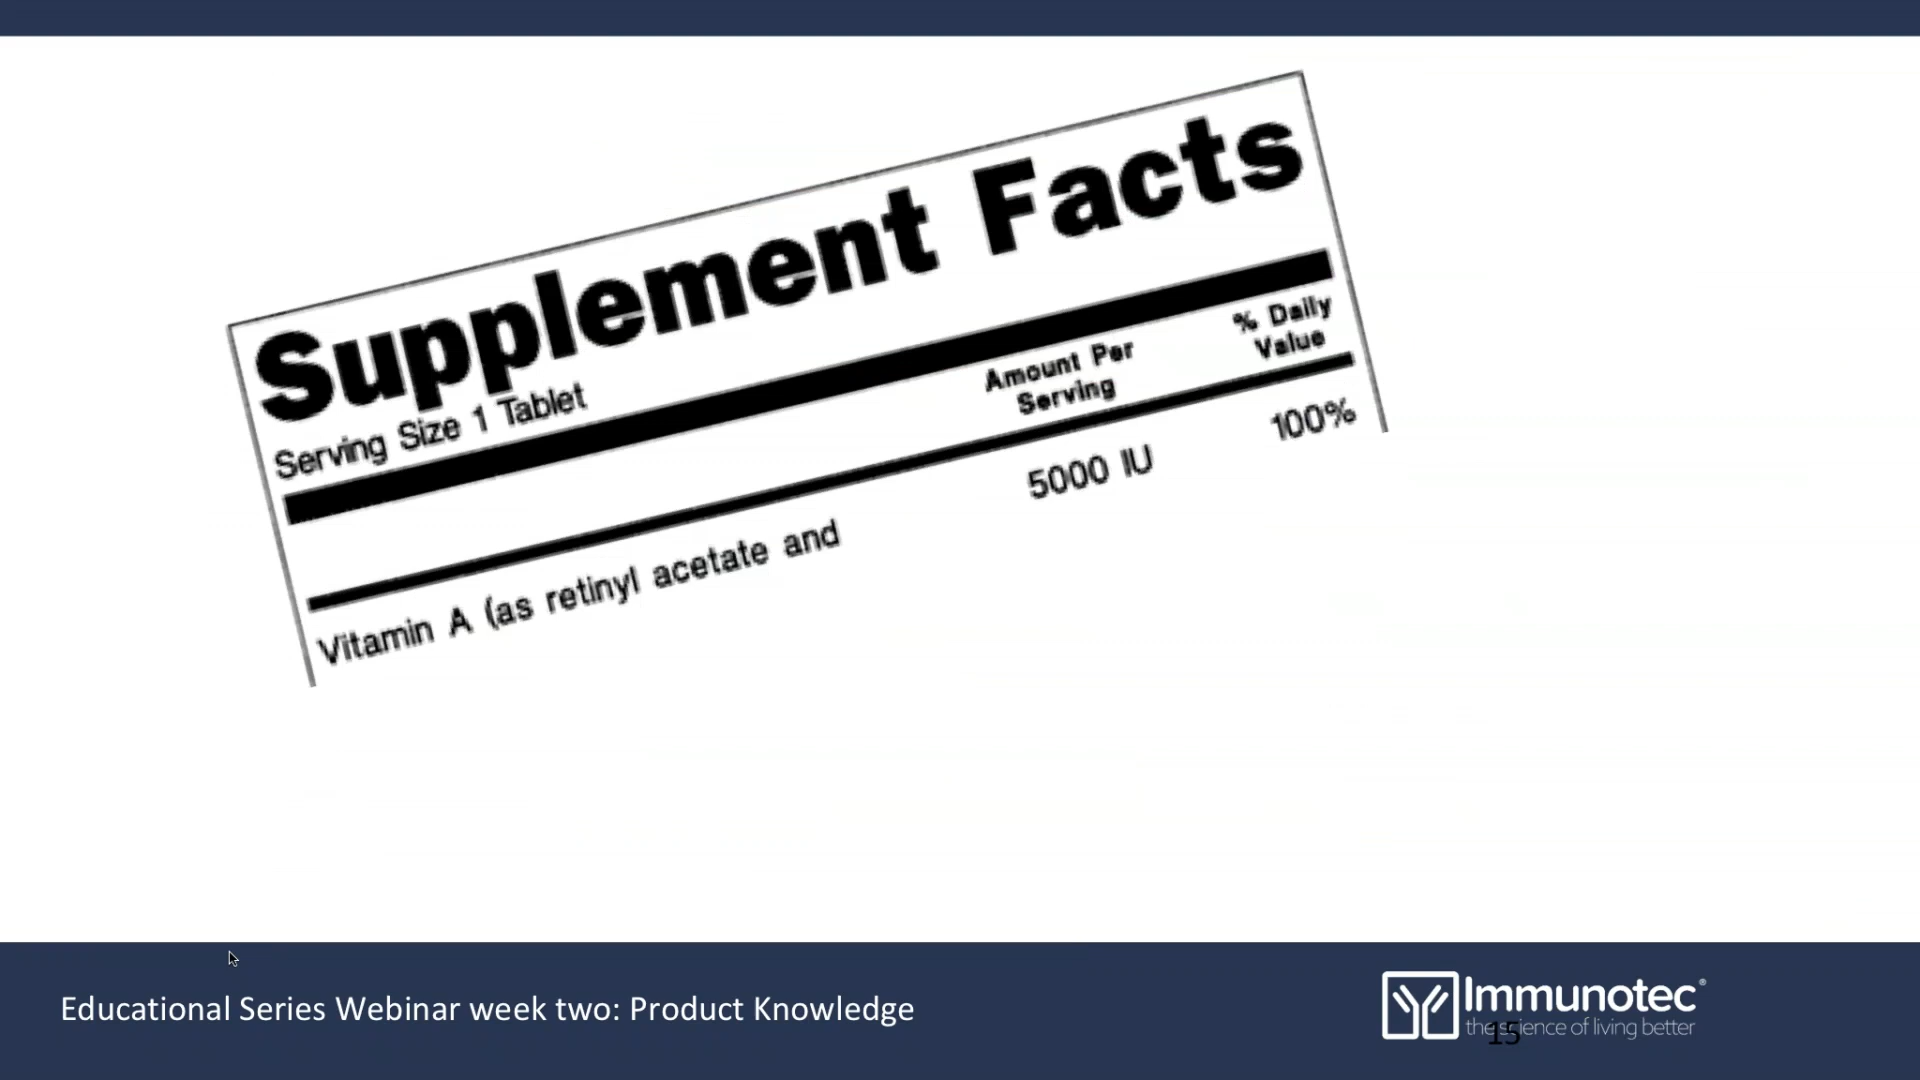 Supplement Facts
Serving Size 1 Tablet
Amount Per
Serving
% Daily
Value
Vitamin A (as retinyl acetate and
5000 IU
100%
Educational Series Webinar week two: Product Knowledge
Immunotec®
the science of living better
15